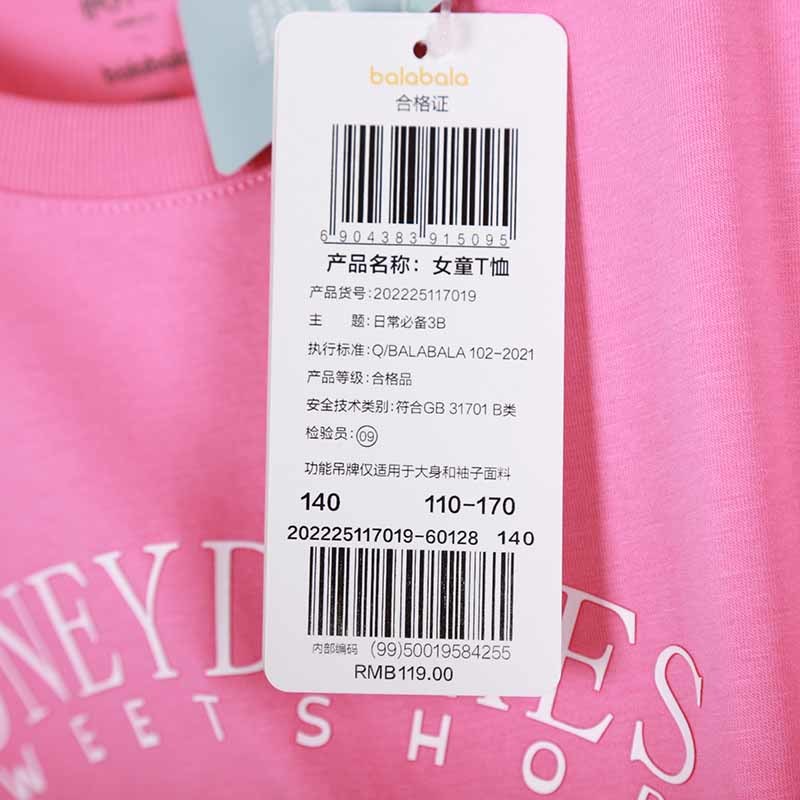 balabala
balabala
合格证
6 904383 915095
产品名称：女童T恤
产品货号：202225117019
主 题：日常必备3B
执行标准：Q/BALABALA 102-2021
产品等级：合格品
安全技术类别：符合GB 31701 B类
检验员：09
功能吊牌仅适用于大身和袖子面料
140 110-170
202225117019-60128 140
内部编码 (99)50019584255
RMB119.00
WEET SHO